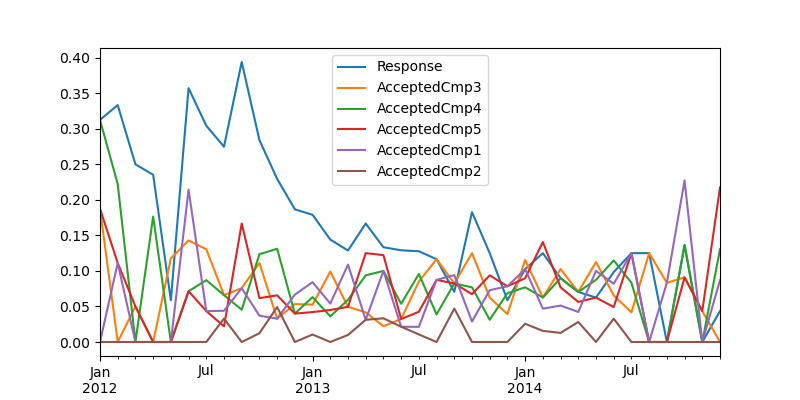 0.40
0.35
0.30
0.25
0.20
0.15
0.10
0.05
0.00
Response
AcceptedCmp3
AcceptedCmp4
AcceptedCmp5
AcceptedCmp1
AcceptedCmp2
Jan
2012
Jul
Jan
2013
Jul
Jan
2014
Jul